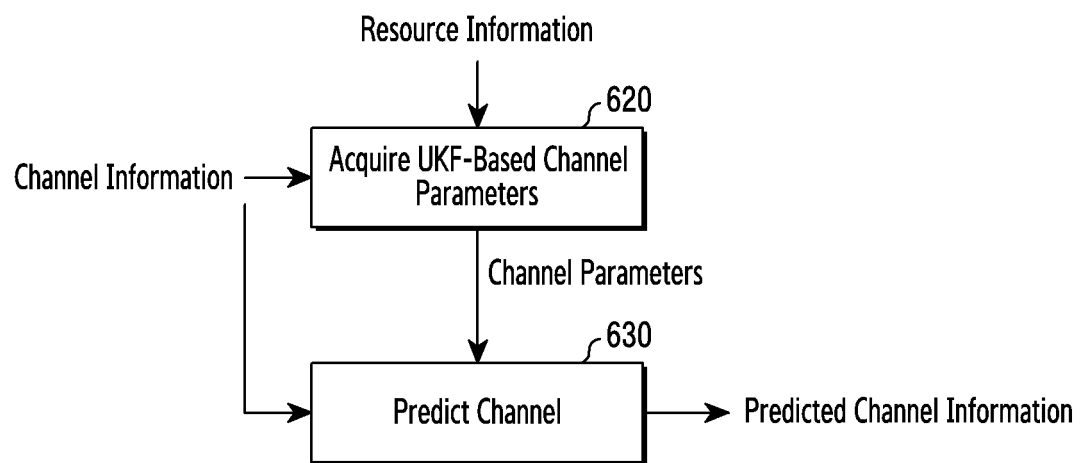 Resource Information
620
Acquire UKF-Based Channel
Parameters
Channel Information
Channel Parameters
630
Predict Channel
Predicted Channel Information